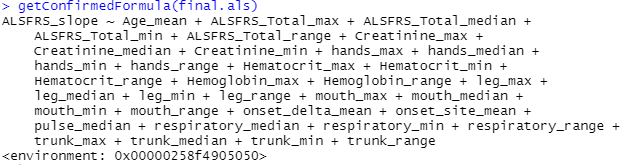 > getConfirmedFormula(final.als)
ALSFRS_slope ~ Age_mean + ALSFRS_Total_max + ALSFRS_Total_median +
ALSFRS_Total_min + ALSFRS_Total_range + Creatinine_max +
Creatinine_median + Creatinine_min + hands_max + hands_median +
hands_min + hands_range + Hematocrit_max + Hematocrit_min +
Hematocrit_range + Hemoglobin_max + Hemoglobin_range + leg_max +
leg_median + leg_min + leg_range + mouth_max + mouth_median +
mouth_min + mouth_range + onset_delta_mean + onset_site_mean +
pulse_median + respiratory_median + respiratory_min + respiratory_range +
trunk_max + trunk_median + trunk_min + trunk_range
<environment: 0x00000258f4905050>